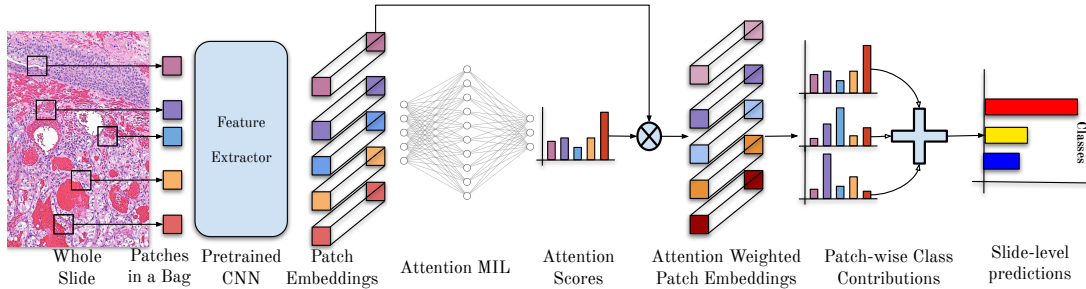 Feature
Extractor
Classes
Whole
Slide
Patches
in a Bag
Pretrained
CNN
Patch
Embeddings
Attention MIL
Attention
Scores
Attention Weighted
Patch Embeddings
Patch-wise Class
Contributions
Slide-level
predictions